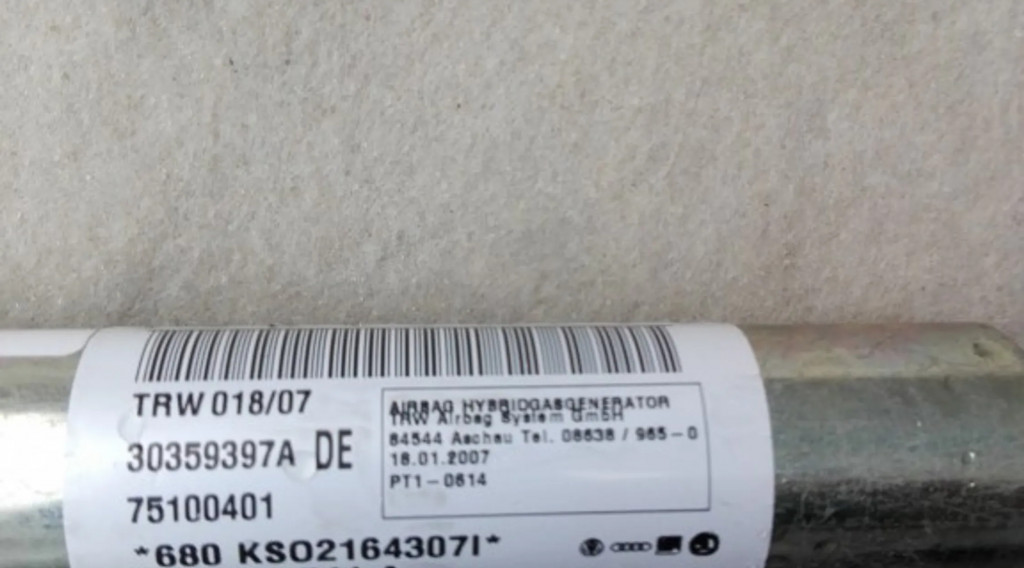 TRW 018/07
30359397A DE
75100401
*680 KSO2164307I*
AIRBAG HYBRIDGASGENERATOR
TRW Airbag System GmbH
84544 Aschau Tel. 08638 / 965-0
18.01.2007
PT1-0614